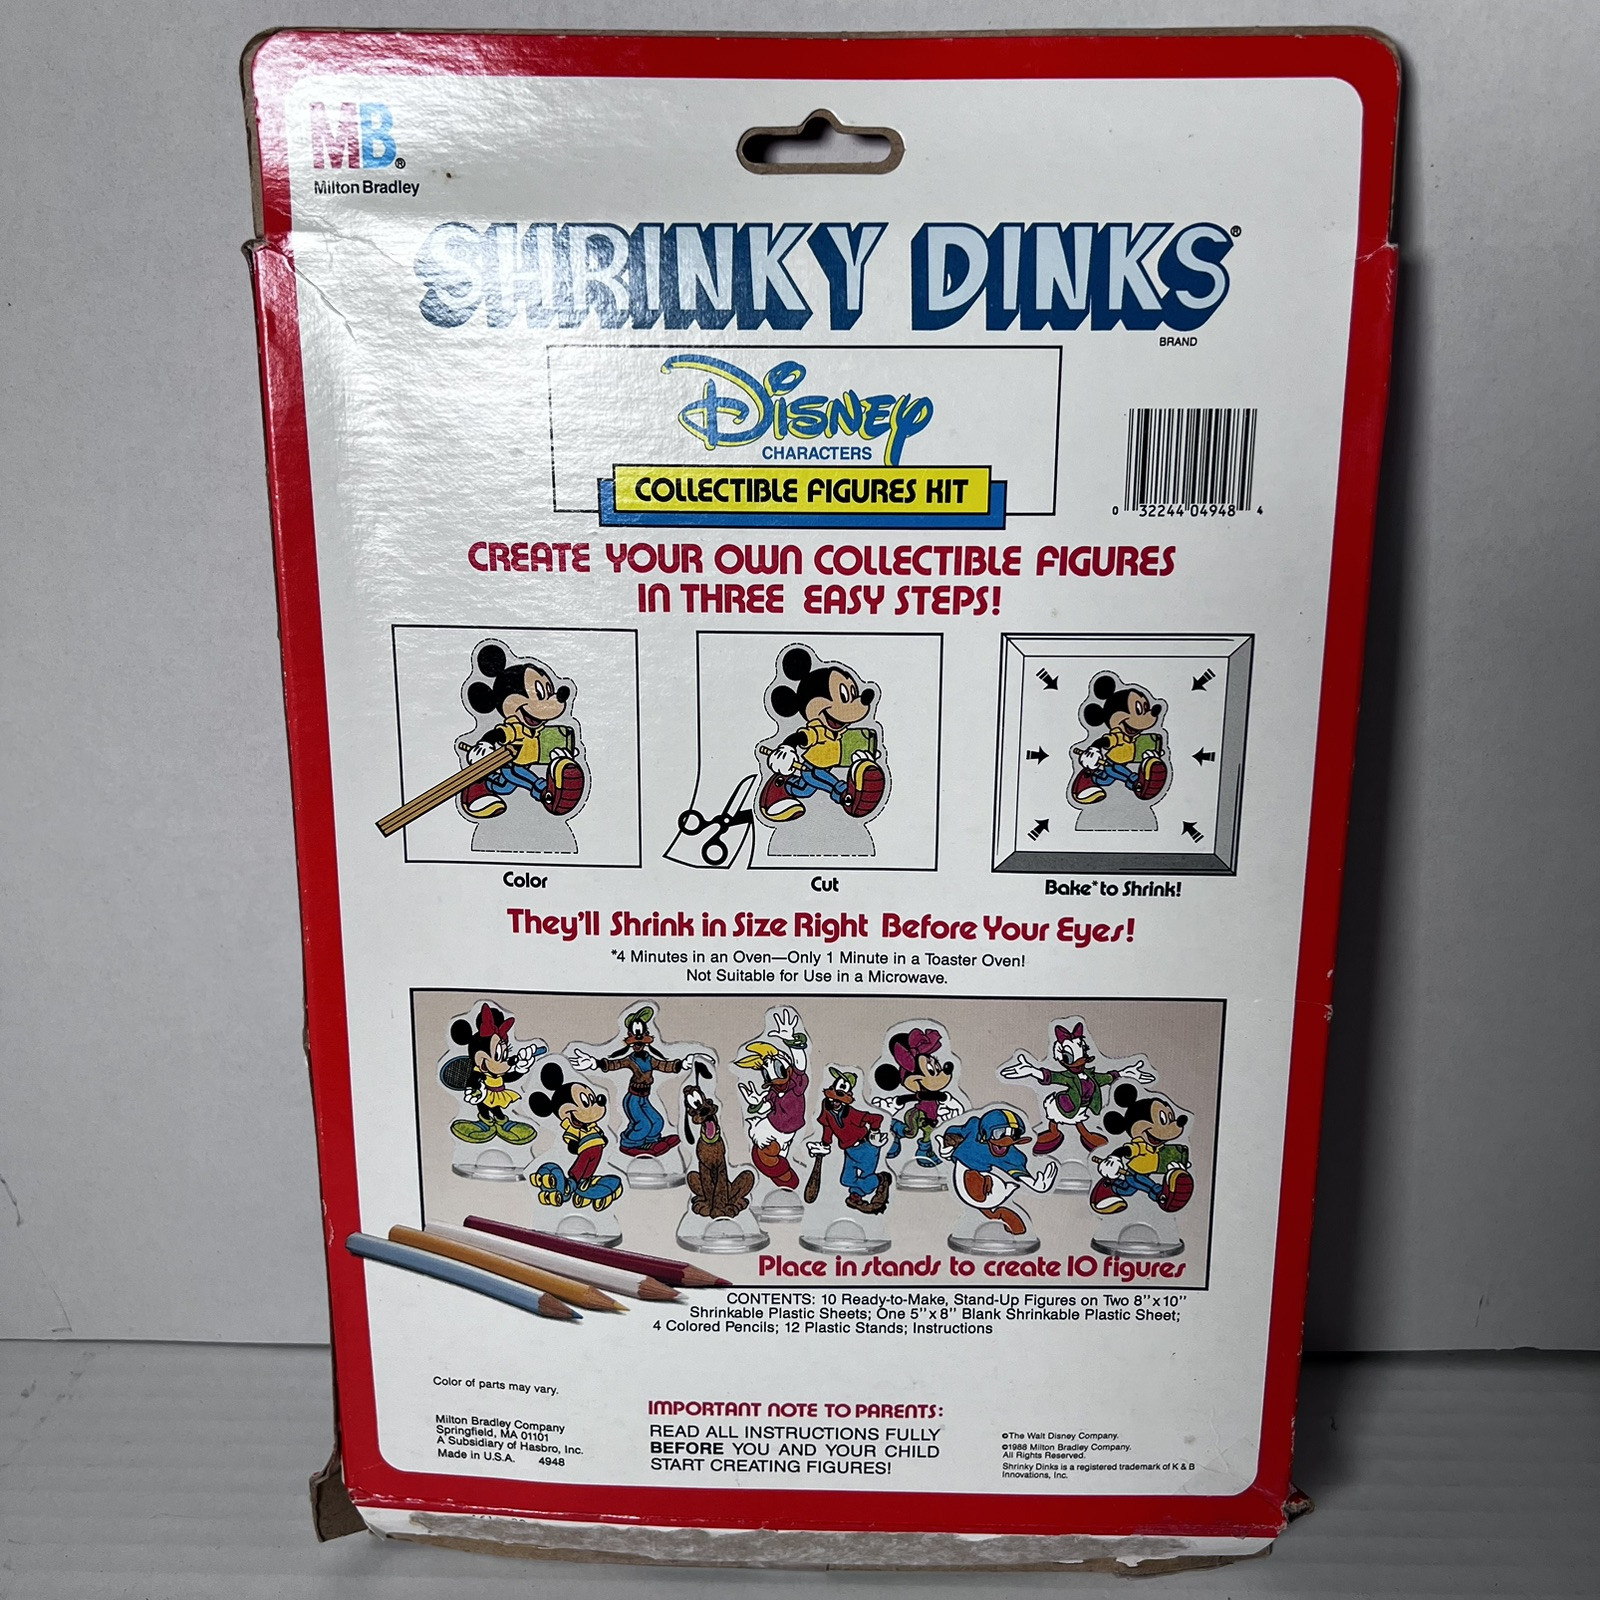 MB®
Milton Bradley
SHRINKY DINKS®
BRAND
Disney
CHARACTERS
COLLECTIBLE FIGURES KIT
0 32244 04948 4
CREATE YOUR OWN COLLECTIBLE FIGURES
IN THREE EASY STEPS!
Color
Cut
Bake* to Shrink!
They'll Shrink in Size Right Before Your Eyes!
*4 Minutes in an Oven—Only 1 Minute in a Toaster Oven!
Not Suitable for Use in a Microwave.
Place in stands to create 10 figures
CONTENTS: 10 Ready-to-Make, Stand-Up Figures on Two 8" x 10"
Shrinkable Plastic Sheets; One 5" x 8" Blank Shrinkable Plastic Sheet;
4 Colored Pencils; 12 Plastic Stands; Instructions
Color of parts may vary.
Milton Bradley Company
Springfield, MA 01101
A Subsidiary of Hasbro, Inc.
Made in U.S.A. 4948
IMPORTANT NOTE TO PARENTS:
READ ALL INSTRUCTIONS FULLY
BEFORE YOU AND YOUR CHILD
START CREATING FIGURES!
©The Walt Disney Company.
©1988 Milton Bradley Company.
All Rights Reserved.
Shrinky Dinks is a registered trademark of K & B
Innovations, Inc.